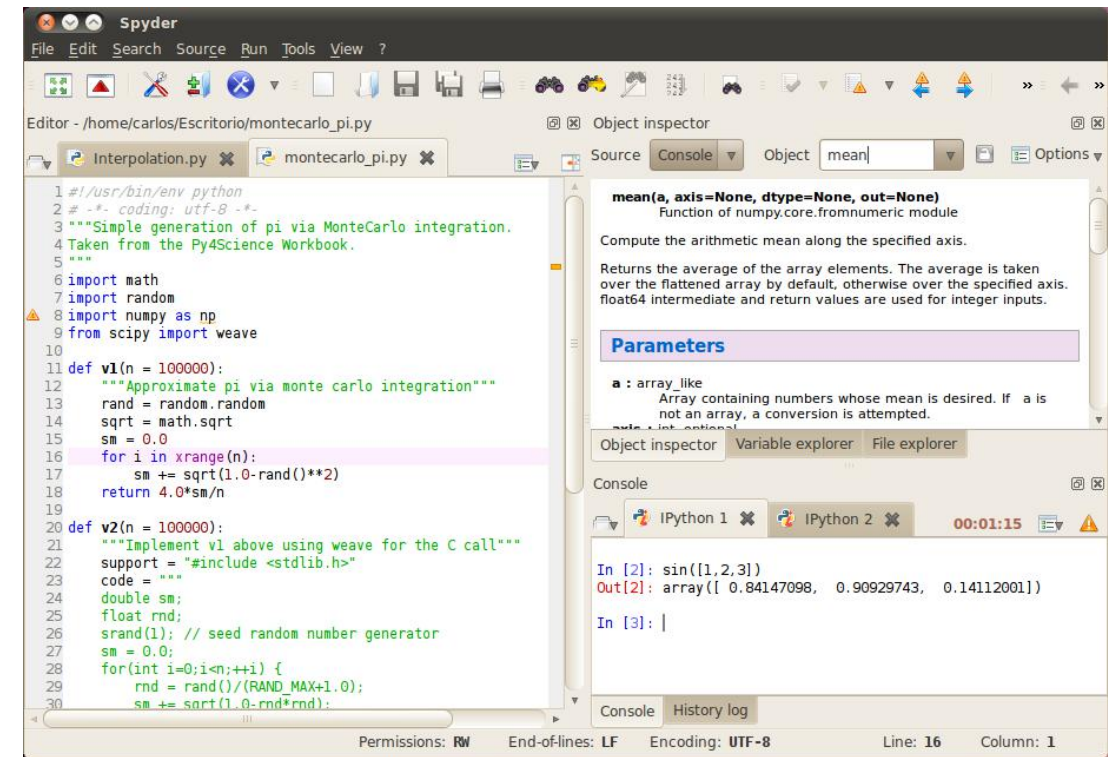 Spyder
File Edit Search Source Run Tools View ?
Editor - /home/carlos/Escritorio/montecarlo_pi.py
Interpolation.py montecarlo_pi.py
1 #!/usr/bin/env python
2 # -*- coding: utf-8 -*-
3 """Simple generation of pi via MonteCarlo integration.
4 Taken from the Py4Science Workbook.
5 """
6 import math
7 import random
8 import numpy as np
9 from scipy import weave
10
11 def v1(n = 100000):
12 """Approximate pi via monte carlo integration"""
13 rand = random.random
14 sqrt = math.sqrt
15 sm = 0.0
16 for i in xrange(n):
17 sm += sqrt(1.0-rand()**2)
18 return 4.0*sm/n
19
20 def v2(n = 100000):
21 """Implement v1 above using weave for the C call"""
22 support = "#include <stdlib.h>"
23 code = """
24 double sm;
25 float rnd;
26 srand(1); // seed random number generator
27 sm = 0.0;
28 for(int i=0;i<n;++i) {
29 rnd = rand()/(RAND_MAX+1.0);
30 sm += sqrt(1.0-rnd*rnd);
Object inspector
Source Console Object mean Options
mean(a, axis=None, dtype=None, out=None)
Function of numpy.core.fromnumeric module
Compute the arithmetic mean along the specified axis.
Returns the average of the array elements. The average is taken
over the flattened array by default, otherwise over the specified axis.
float64 intermediate and return values are used for integer inputs.
Parameters
a : array_like
Array containing numbers whose mean is desired. If a is
not an array, a conversion is attempted.
axis : int, optional
Object inspector Variable explorer File explorer
Console
IPython 1 IPython 2 00:01:15
In [2]: sin([1,2,3])
Out[2]: array([ 0.84147098, 0.90929743, 0.14112001])
In [3]:
Console History log
Permissions: RW End-of-lines: LF Encoding: UTF-8 Line: 16 Column: 1